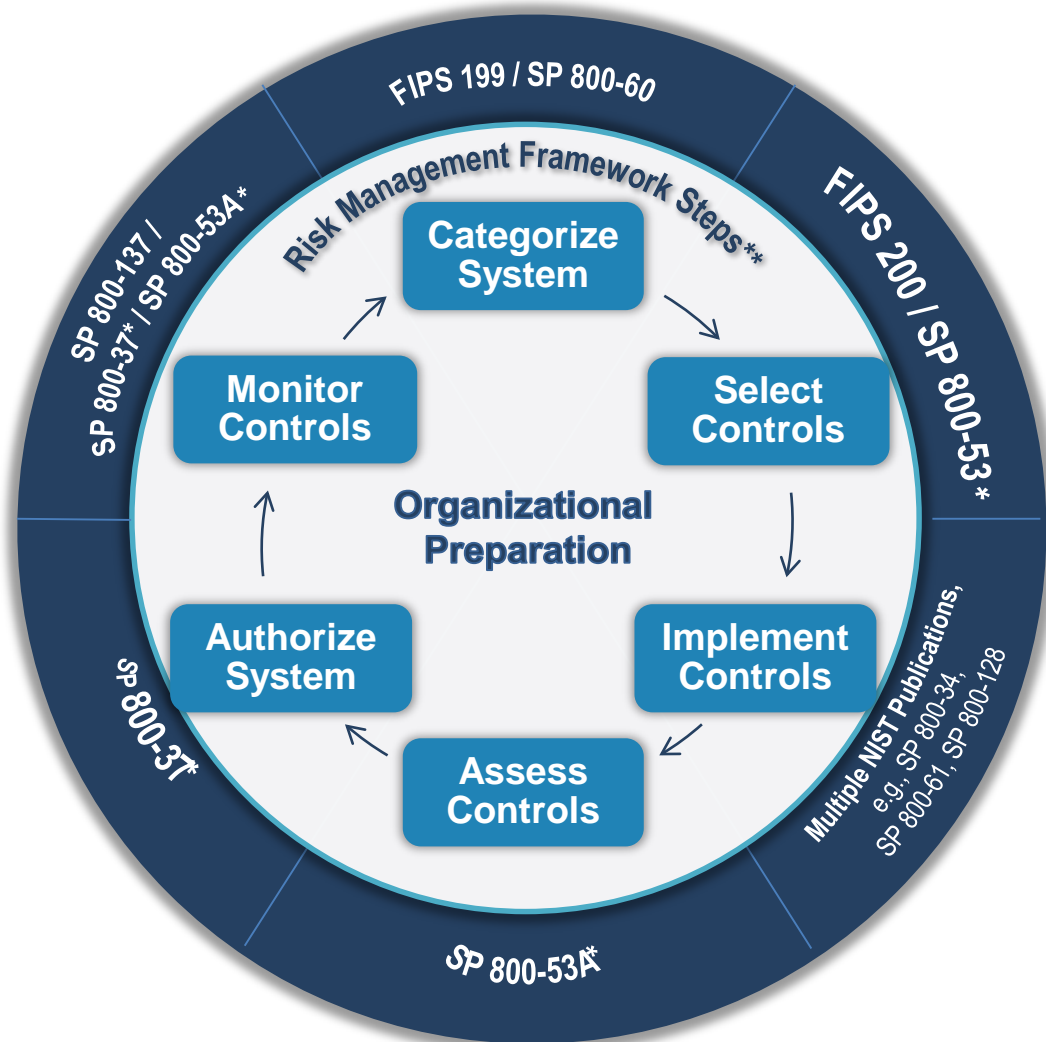 FIPS 199 / SP 800-60
Risk Management Framework Steps**
Categorize
System
FIPS 200 / SP 800-53*
Select
Controls
Multiple NIST Publications,
e.g., SP 800-34,
SP 800-61, SP 800-128
Implement
Controls
SP 800-53A*
Assess
Controls
SP 800-37*
Authorize
System
SP 800-137 /
SP 800-37* / SP 800-53A*
Monitor
Controls
Organizational
Preparation